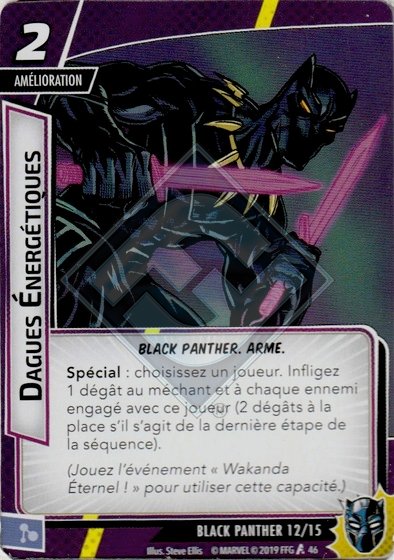 2
AMÉLIORATION
DAGUES ÉNERGÉTIQUES
BLACK PANTHER. ARME.
Spécial : choisissez un joueur. Infligez
1 dégât au méchant et à chaque ennemi
engagé avec ce joueur (2 dégâts à la
place s'il s'agit de la dernière étape de
la séquence).
(Jouez l'événement « Wakanda
Éternel ! » pour utiliser cette capacité.)
BLACK PANTHER 12/15
Illus. Steve Ellis © MARVEL © 2019 FFG 46